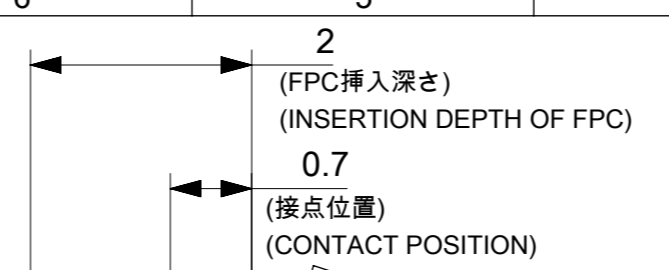 2
(FPC挿入深さ)
(INSERTION DEPTH OF FPC)
0.7
(接点位置)
(CONTACT POSITION)